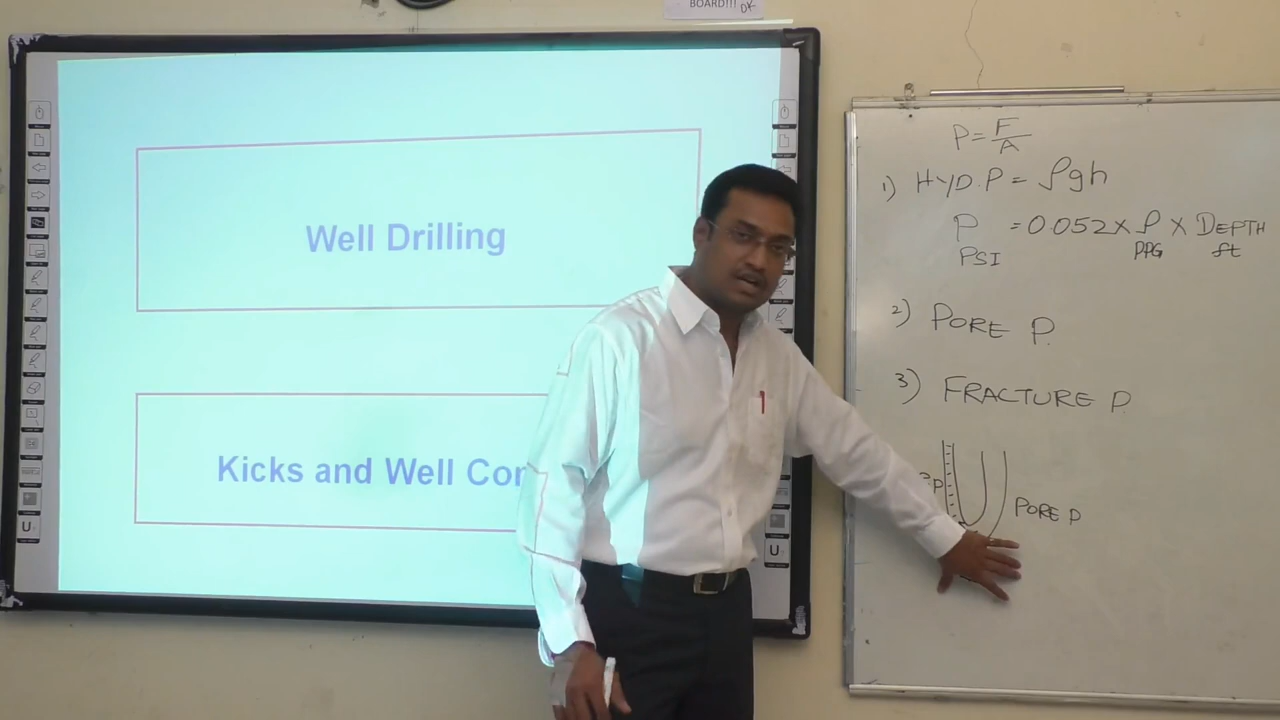 BOARD!!! OK
Well Drilling
Kicks and Well Con
P = F/A
1) HYD. P = ρgh
P = 0.052 × ρ × DEPTH
PSI PPG ft
2) PORE P.
3) FRACTURE P.
PORE P
U
U